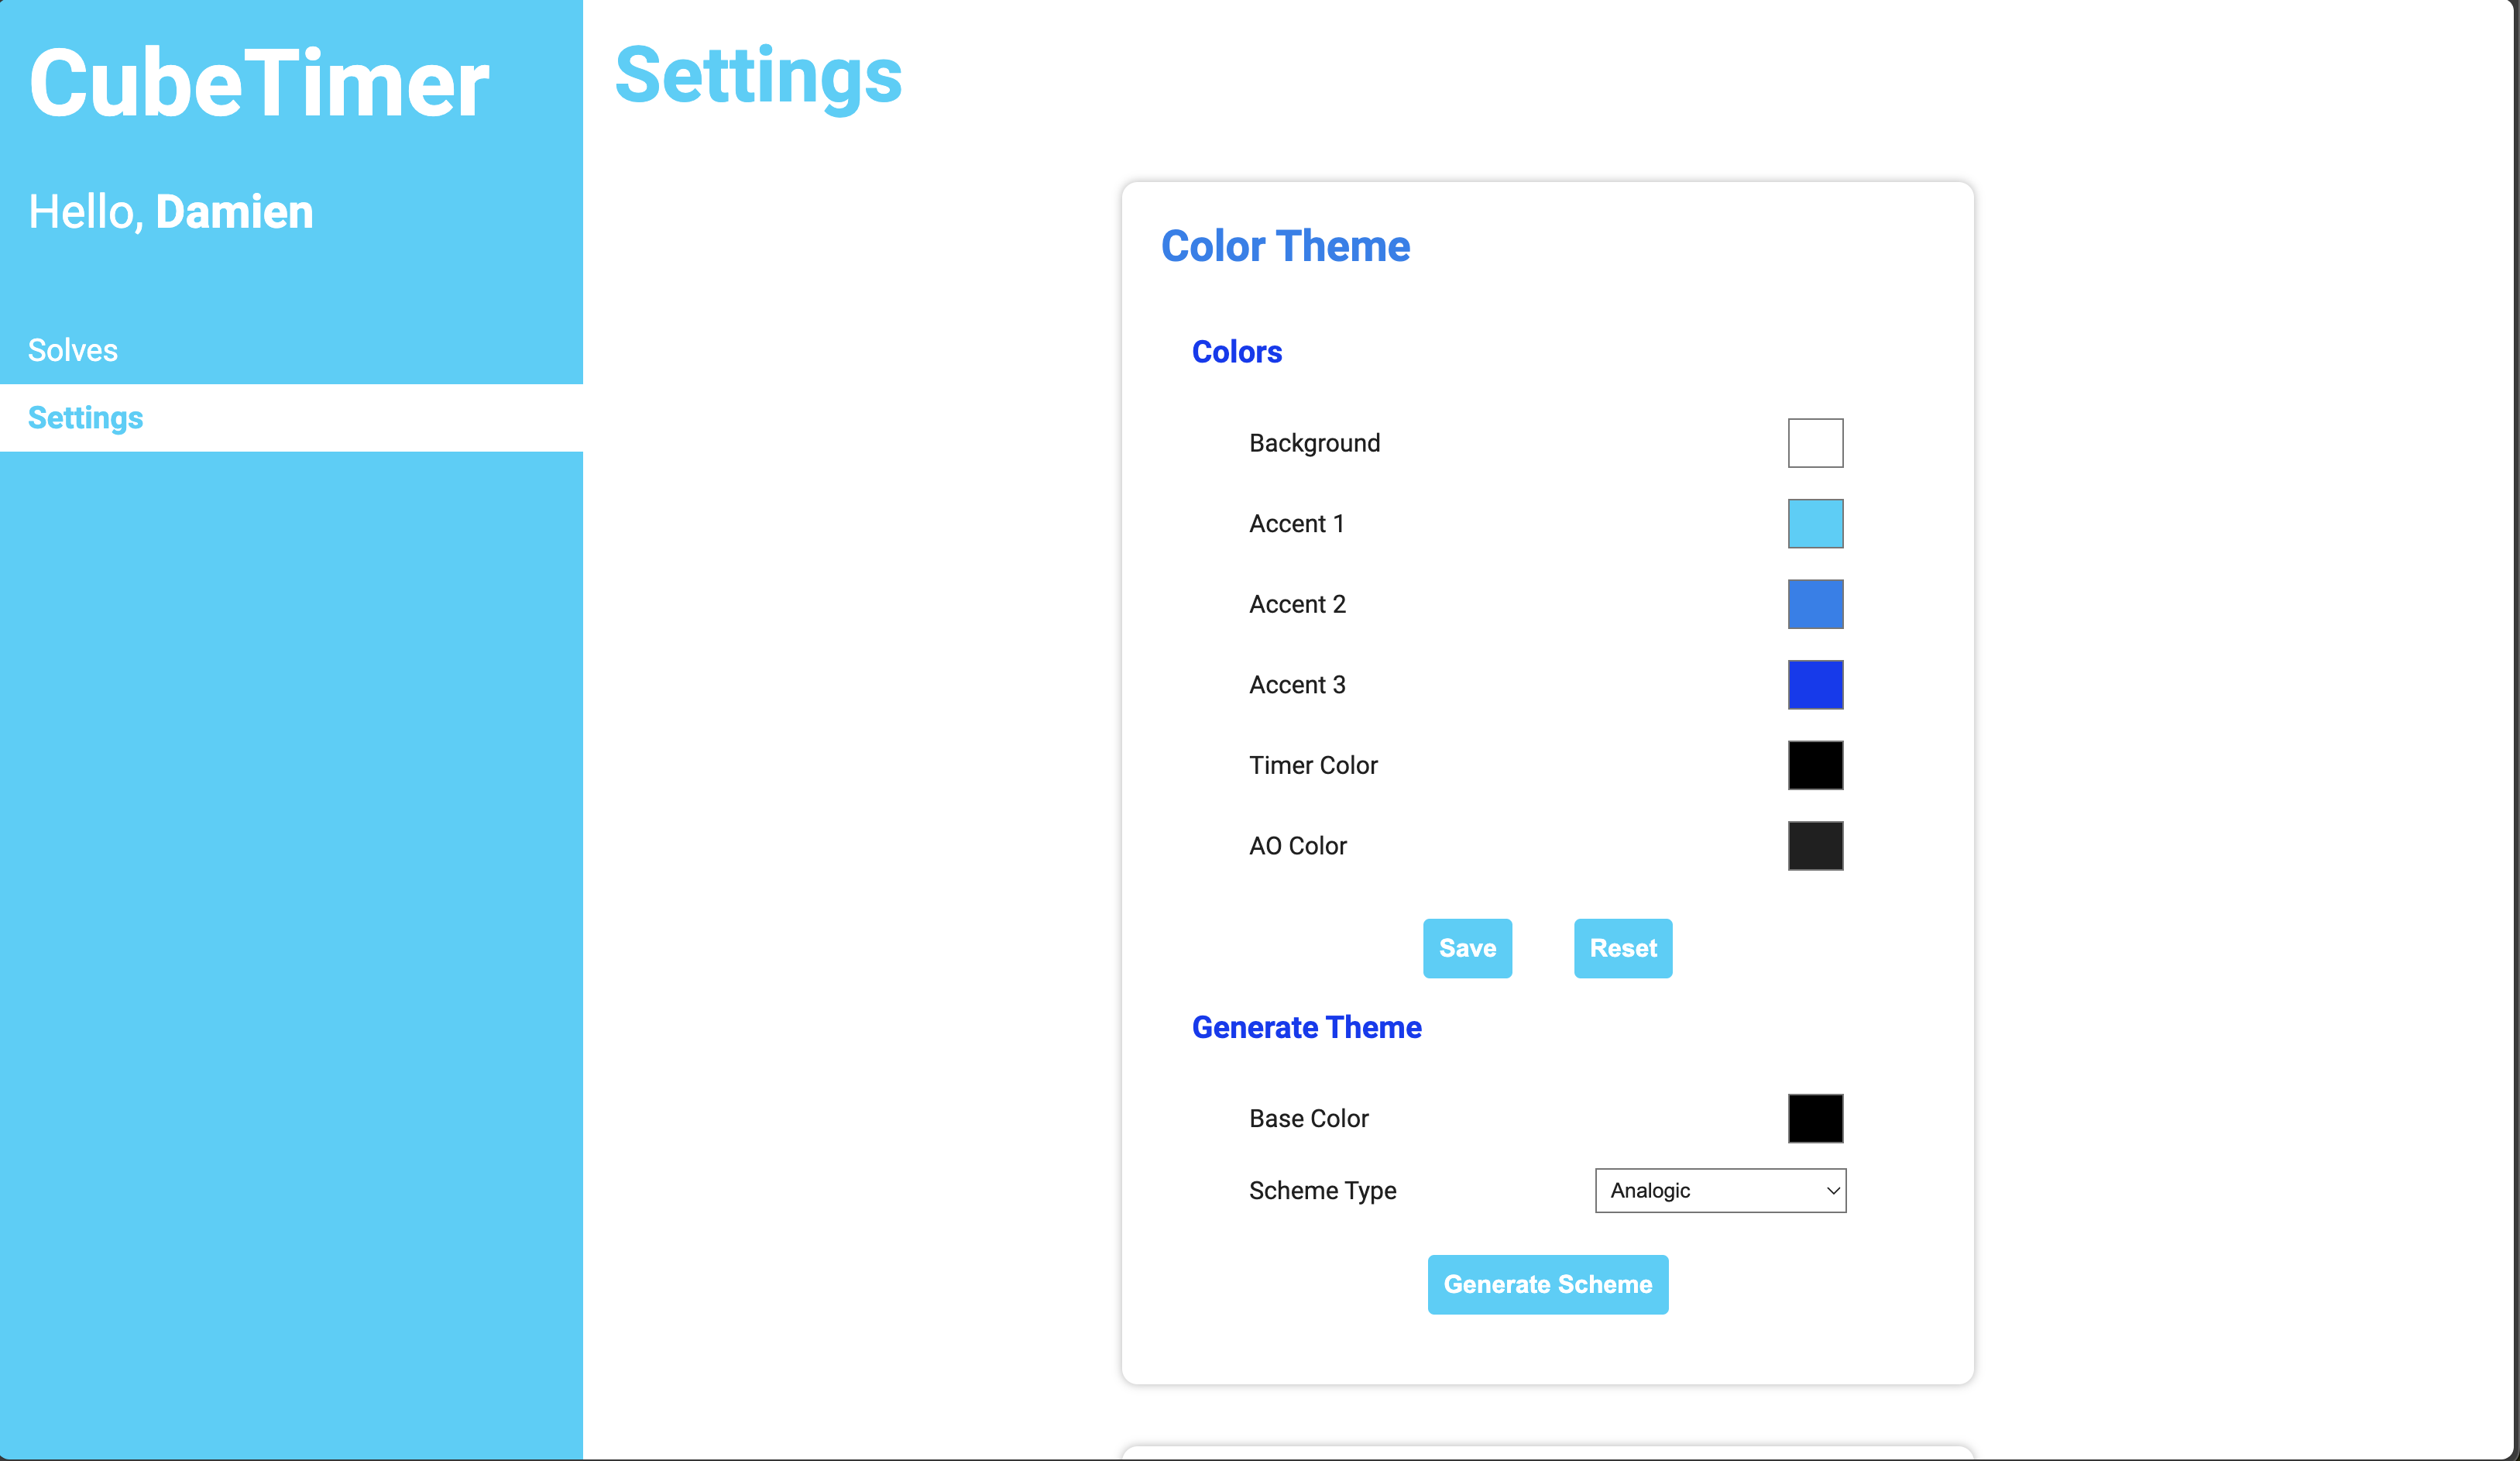 CubeTimer
Hello, Damien
Solves
Settings
Settings
Color Theme
Colors
Background
Accent 1
Accent 2
Accent 3
Timer Color
AO Color
Save
Reset
Generate Theme
Base Color
Scheme Type
Analogic
Generate Scheme